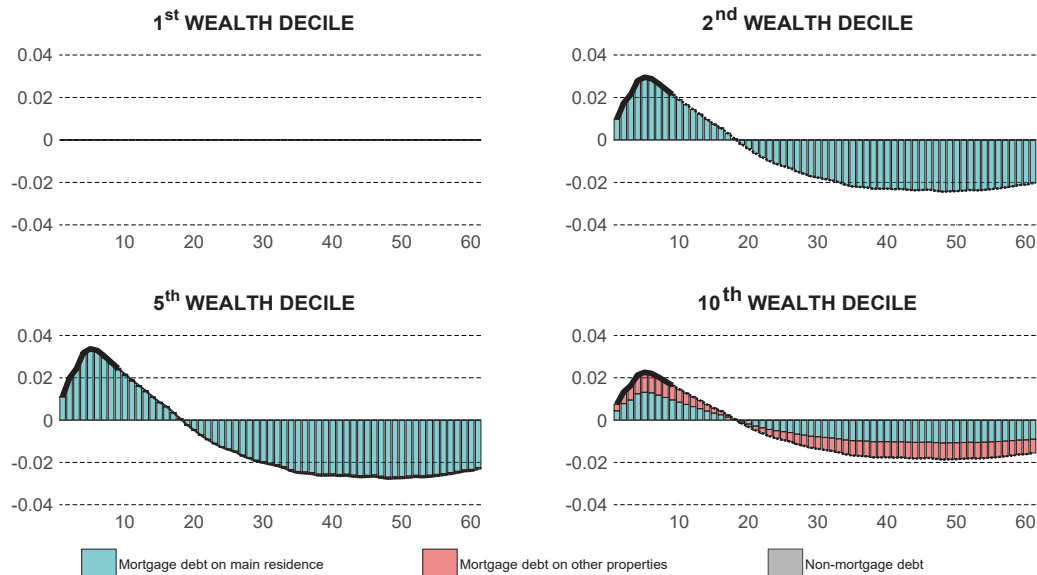 1st WEALTH DECILE
0.04
0.02
0
-0.02
-0.04
10 20 30 40 50 60
2nd WEALTH DECILE
0.04
0.02
0
-0.02
-0.04
10 20 30 40 50 60
5th WEALTH DECILE
0.04
0.02
0
-0.02
-0.04
10 20 30 40 50 60
10th WEALTH DECILE
0.04
0.02
0
-0.02
-0.04
10 20 30 40 50 60
Mortgage debt on main residence
Mortgage debt on other properties
Non-mortgage debt